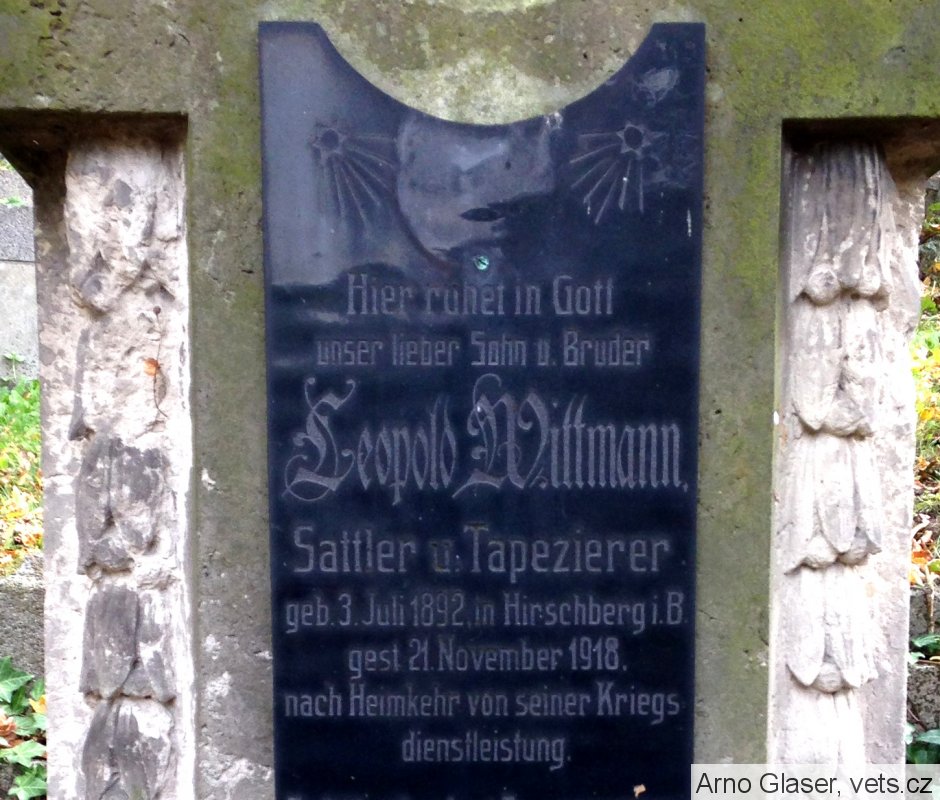 Hier ruhet in Gott
unser lieber Sohn u. Bruder
Leopold Wittmann,
Sattler u. Tapezierer
geb. 3. Juli 1892, in Hirschberg i. B.
gest 21. November 1918,
nach Heimkehr von seiner Kriegs-
dienstleistung.
Arno Glaser, vets.cz